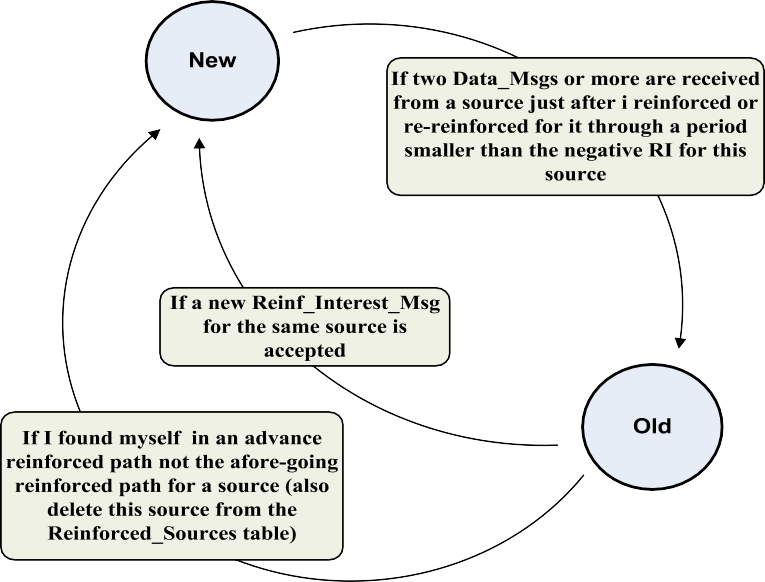 New
If two Data_Msgs or more are received
from a source just after i reinforced or
re-reinforced for it through a period
smaller than the negative RI for this
source
If a new Reinf_Interest_Msg
for the same source is
accepted
Old
If I found myself in an advance
reinforced path not the afore-going
reinforced path for a source (also
delete this source from the
Reinforced_Sources table)